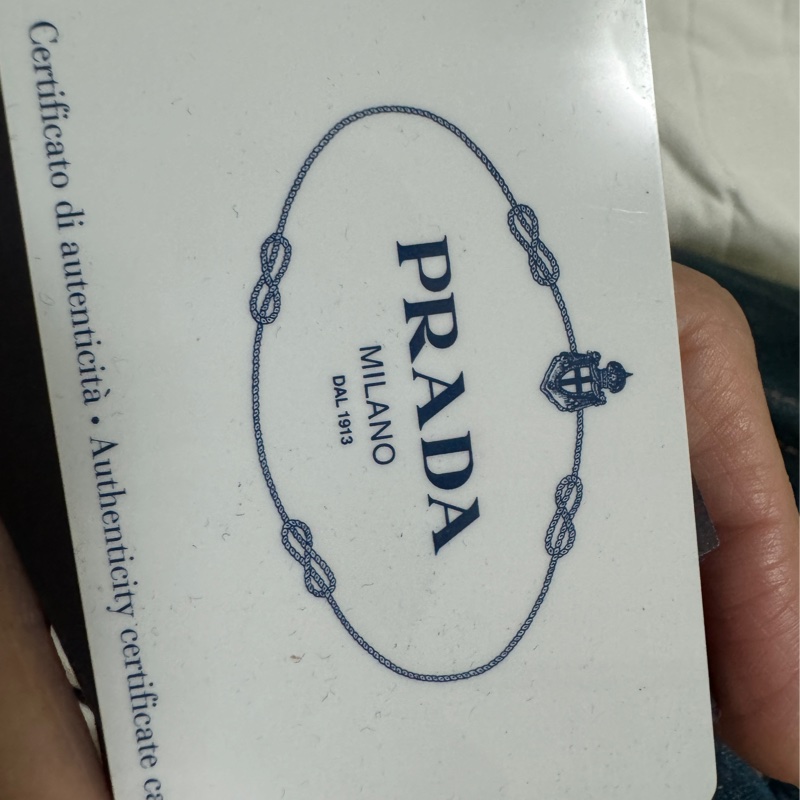 PRADA
MILANO
DAL 1913
Certificato di autenticità • Authenticity certificate